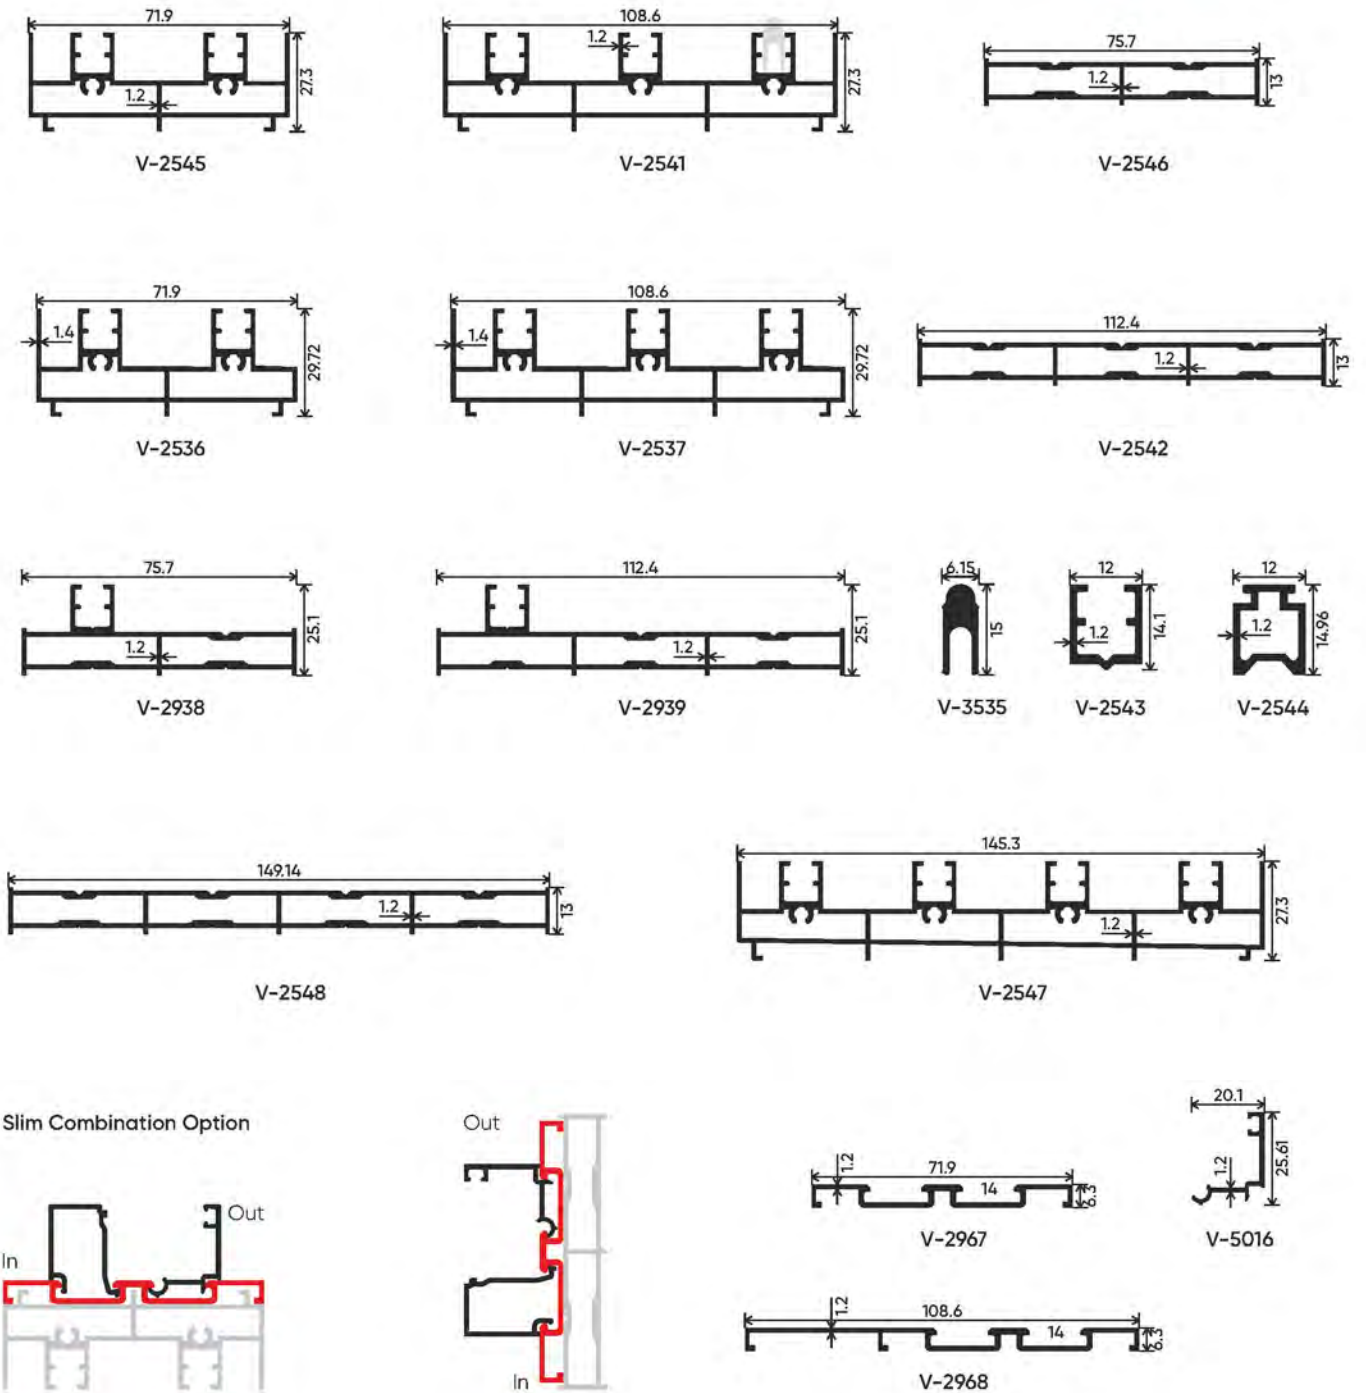 71.9
1.2
27.3
V-2545
108.6
1.2
27.3
V-2541
75.7
1.2
13
V-2546
71.9
1.4
29.72
V-2536
108.6
1.4
29.72
V-2537
112.4
1.2
13
V-2542
75.7
1.2
25.1
V-2938
112.4
1.2
25.1
V-2939
6.15
15
V-3535
12
1.2
14.1
V-2543
12
1.2
14.96
V-2544
149.14
1.2
13
V-2548
145.3
1.2
27.3
V-2547
Slim Combination Option
Out
In
Out
In
1.2
71.9
14
6.3
V-2967
20.1
1.2
25.61
V-5016
1.2
108.6
14
6.3
V-2968